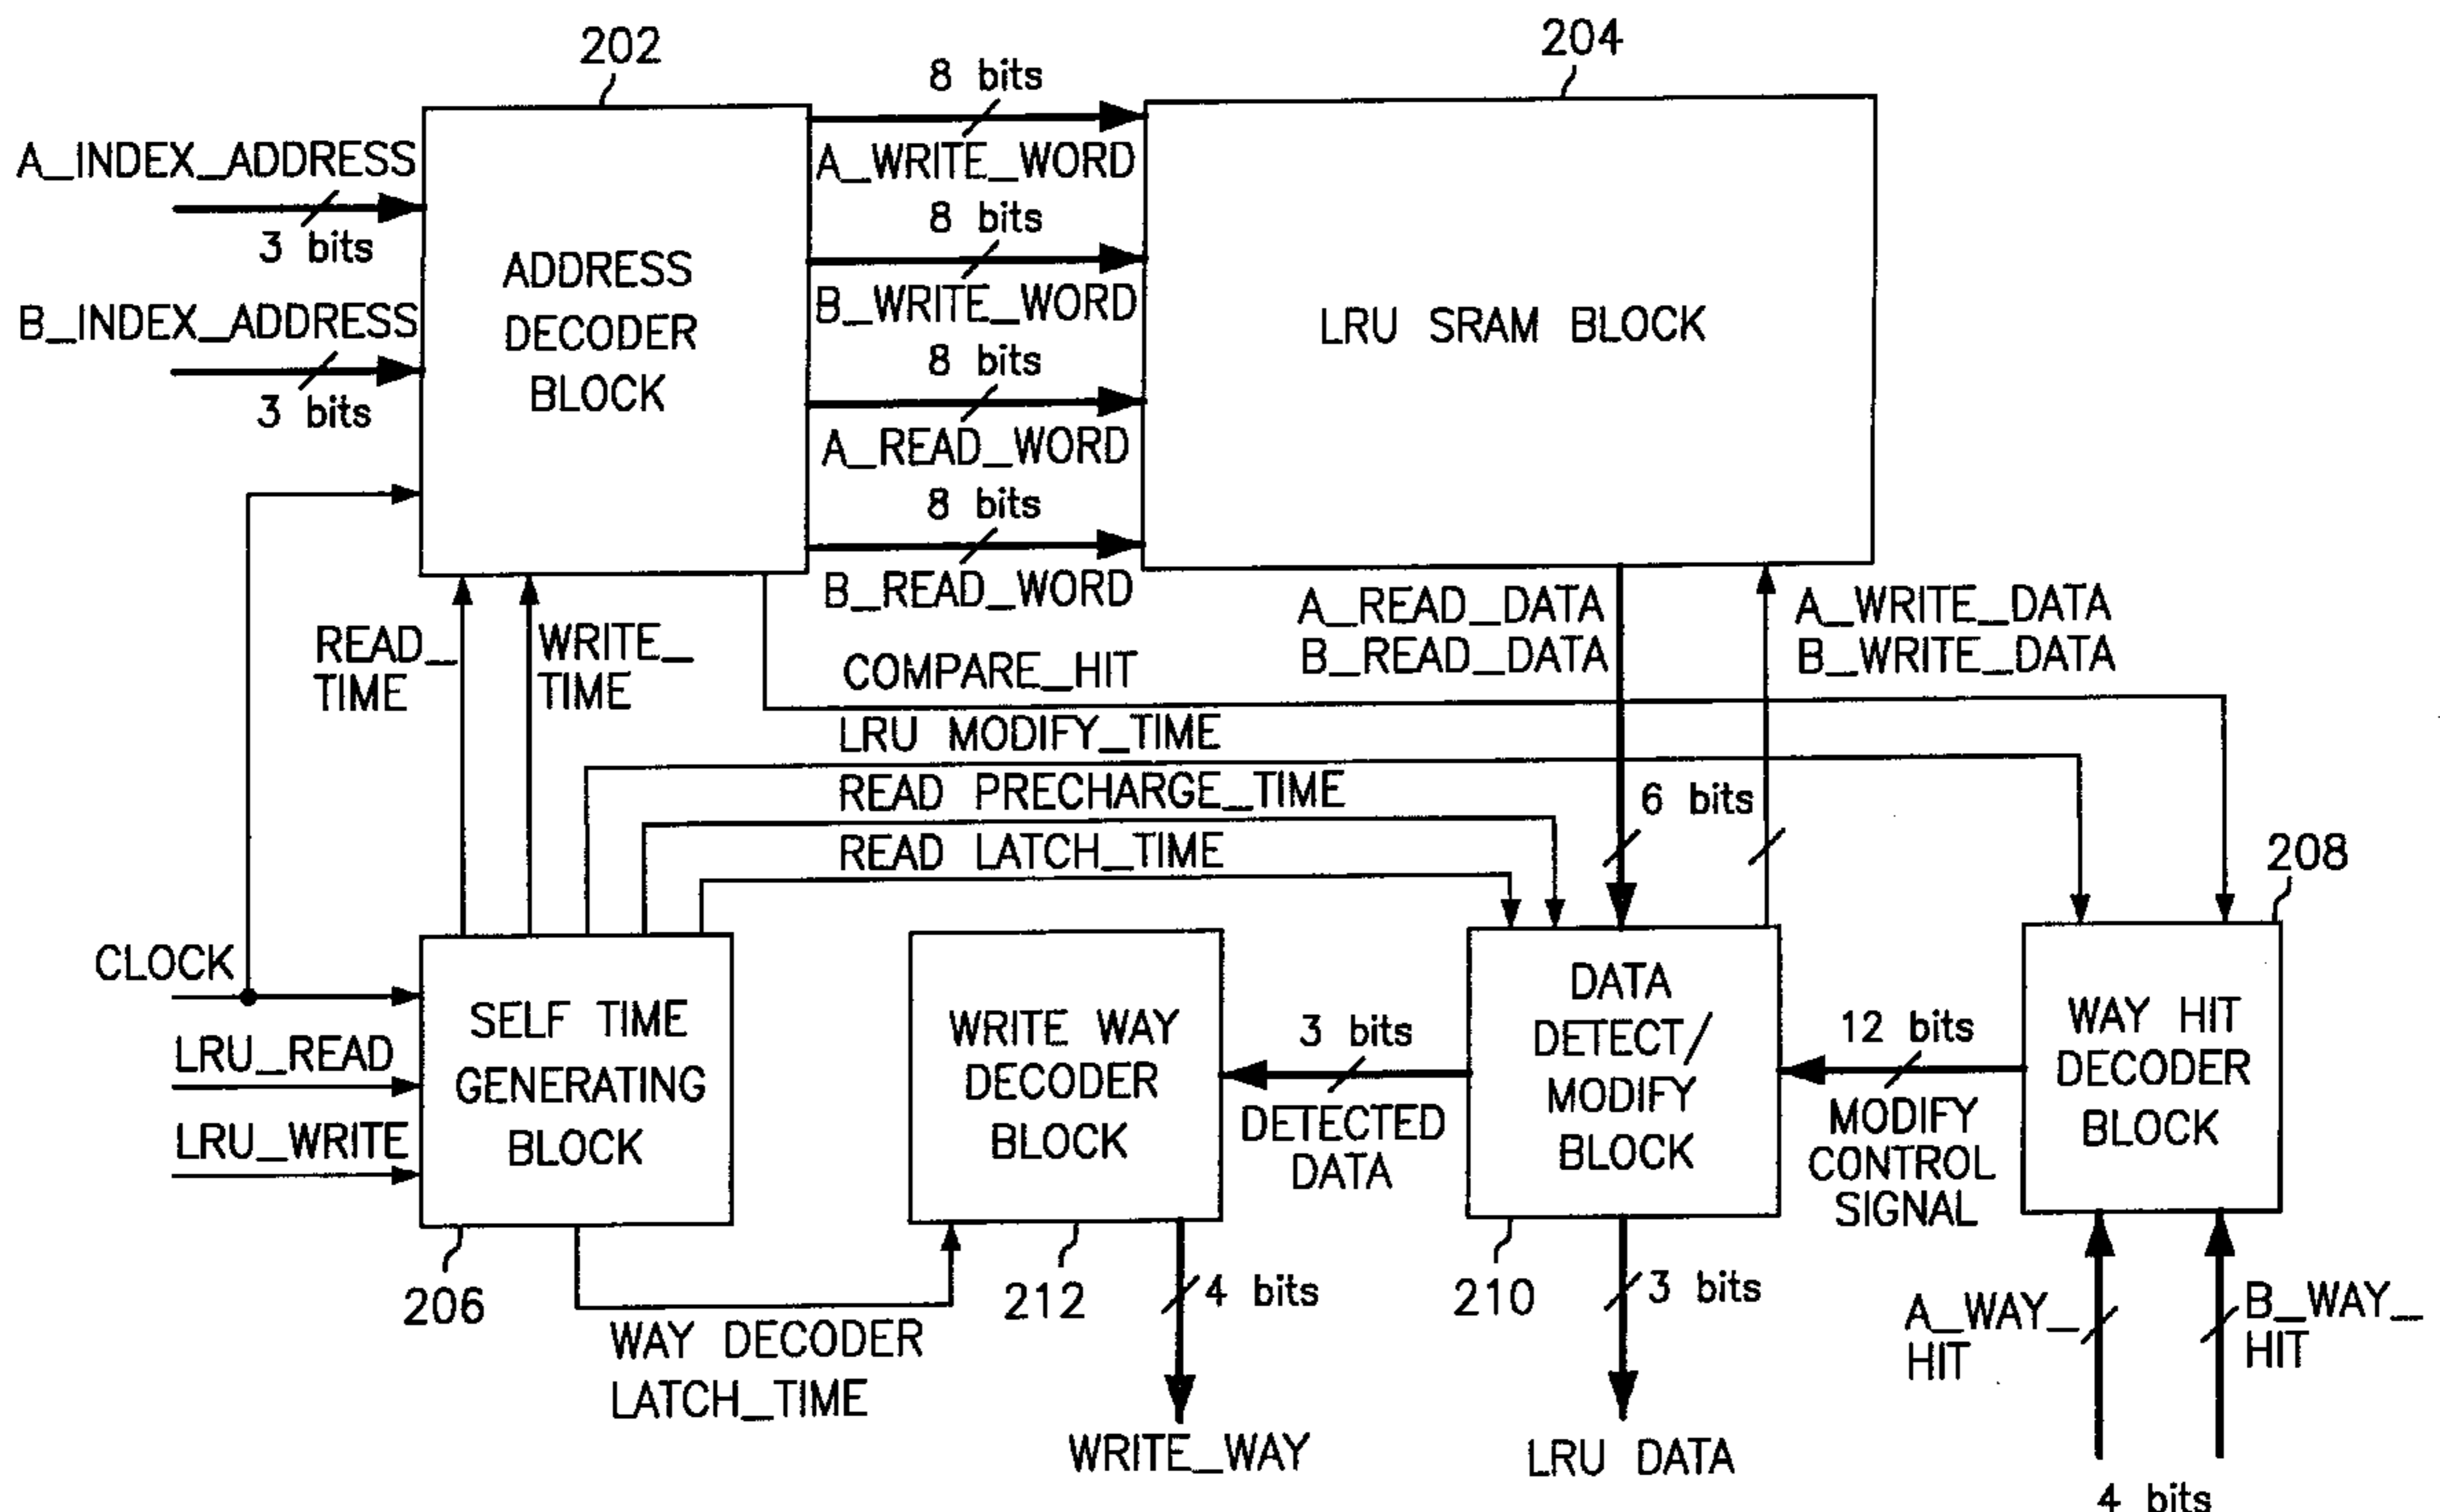 202
204
8 bits
A_WRITE_WORD
8 bits
B_WRITE_WORD
8 bits
A_READ_WORD
8 bits
B_READ_WORD
A_INDEX_ADDRESS
3 bits
B_INDEX_ADDRESS
3 bits
ADDRESS
DECODER
BLOCK
LRU SRAM BLOCK
READ_
TIME
WRITE_
TIME
COMPARE_HIT
LRU MODIFY_TIME
READ PRECHARGE_TIME
READ LATCH_TIME
A_READ_DATA
B_READ_DATA
A_WRITE_DATA
B_WRITE_DATA
6 bits
208
CLOCK
LRU_READ
LRU_WRITE
SELF TIME
GENERATING
BLOCK
206
WRITE WAY
DECODER
BLOCK
212
3 bits
DETECTED
DATA
DATA
DETECT/
MODIFY
BLOCK
210
12 bits
MODIFY
CONTROL
SIGNAL
WAY HIT
DECODER
BLOCK
WAY DECODER
LATCH_TIME
4 bits
WRITE_WAY
3 bits
LRU DATA
A_WAY_
HIT
B_WAY_
HIT
4 bits